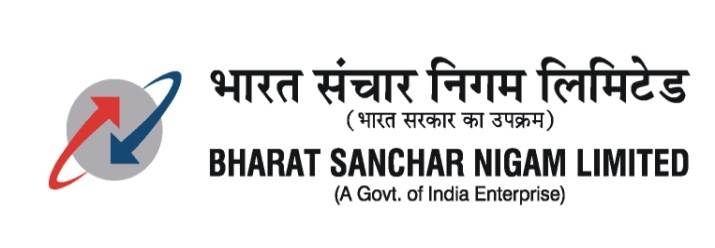 भारत संचार निगम लिमिटेड
(भारत सरकार का उपक्रम)
BHARAT SANCHAR NIGAM LIMITED
(A Govt. of India Enterprise)